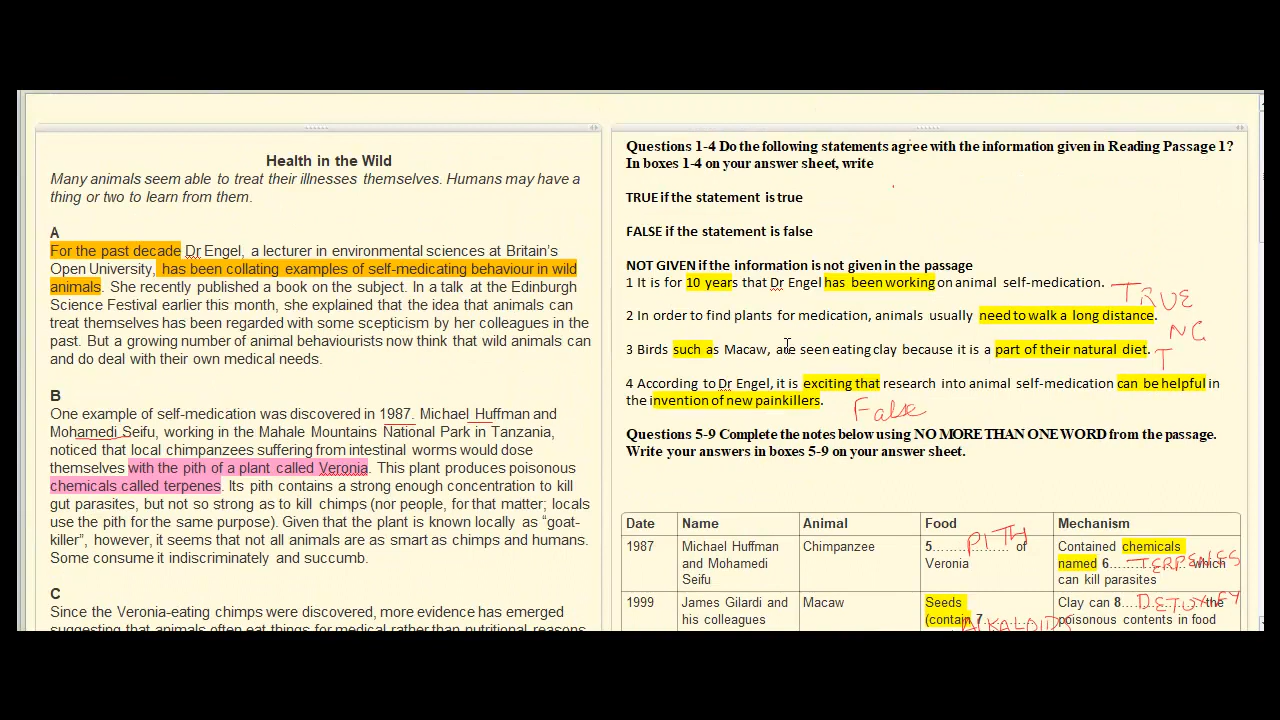 Health in the Wild
Many animals seem able to treat their illnesses themselves. Humans may have a
thing or two to learn from them.
A
For the past decade Dr Engel, a lecturer in environmental sciences at Britain's
Open University, has been collating examples of self-medicating behaviour in wild
animals. She recently published a book on the subject. In a talk at the Edinburgh
Science Festival earlier this month, she explained that the idea that animals can
treat themselves has been regarded with some scepticism by her colleagues in the
past. But a growing number of animal behaviourists now think that wild animals can
and do deal with their own medical needs.
B
One example of self-medication was discovered in 1987. Michael Huffman and
Mohamedi Seifu, working in the Mahale Mountains National Park in Tanzania,
noticed that local chimpanzees suffering from intestinal worms would dose
themselves with the pith of a plant called Veronia. This plant produces poisonous
chemicals called terpenes. Its pith contains a strong enough concentration to kill
gut parasites, but not so strong as to kill chimps (nor people, for that matter; locals
use the pith for the same purpose). Given that the plant is known locally as “goat-
killer”, however, it seems that not all animals are as smart as chimps and humans.
Some consume it indiscriminately and succumb.
C
Since the Veronia-eating chimps were discovered, more evidence has emerged
suggesting that animals often eat things for medical rather than nutritional reasons
Questions 1-4 Do the following statements agree with the information given in Reading Passage 1?
In boxes 1-4 on your answer sheet, write
TRUE if the statement is true
FALSE if the statement is false
NOT GIVEN if the information is not given in the passage
1 It is for 10 years that Dr Engel has been working on animal self-medication. TRUE
2 In order to find plants for medication, animals usually need to walk a long distance. NG
3 Birds such as Macaw, are seen eating clay because it is a part of their natural diet. T
4 According to Dr Engel, it is exciting that research into animal self-medication can be helpful in
the invention of new painkillers. False
Questions 5-9 Complete the notes below using NO MORE THAN ONE WORD from the passage.
Write your answers in boxes 5-9 on your answer sheet.
Date Name Animal Food Mechanism
1987 Michael Huffman Chimpanzee 5.......PITH....... of Contained chemicals
and Mohamedi Veronia named 6.......TERPENES....... which
Seifu can kill parasites
1999 James Gilardi and Macaw Seeds Clay can 8.......DETOXIFY the
his colleagues (contain 7.......ALKALOIDS poisonous contents in food